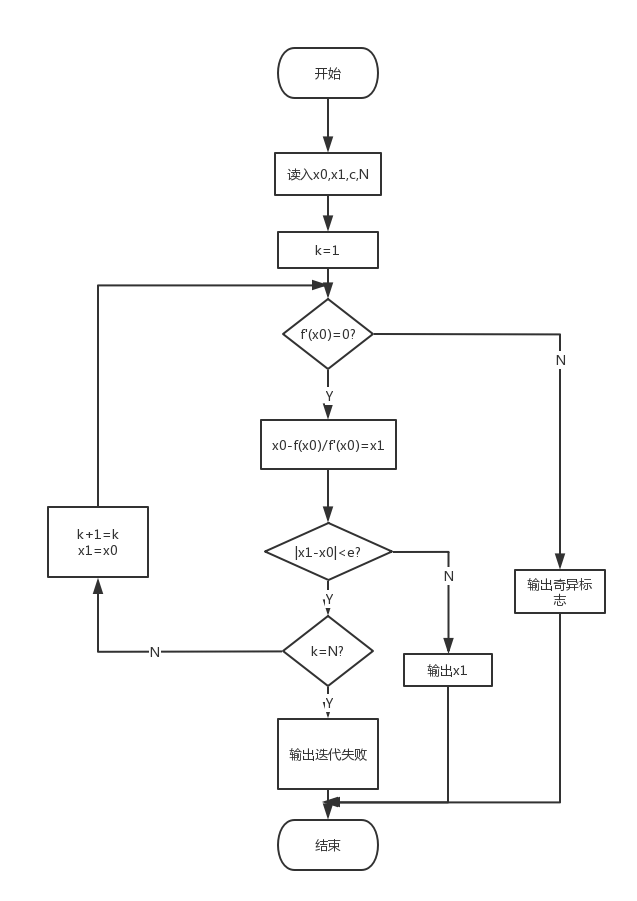 开始
读入x0,x1,c,N
k=1
f'(x0)=0?
N
Y
x0-f(x0)/f'(x0)=x1
k+1=k
x1=x0
|x1-x0|<e?
N
输出奇异标
志
Y
k=N?
N
输出x1
Y
输出迭代失败
结束